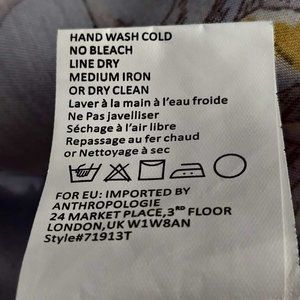 HAND WASH COLD
NO BLEACH
LINE DRY
MEDIUM IRON
OR DRY CLEAN
Laver à la main à l'eau froide
Ne Pas javelliser
Séchage à l'air libre
Repassage au fer chaud
or Nettoyage à sec
FOR EU: IMPORTED BY
ANTHROPOLOGIE
24 MARKET PLACE,3RD FLOOR
LONDON,UK W1W8AN
Style#71913T